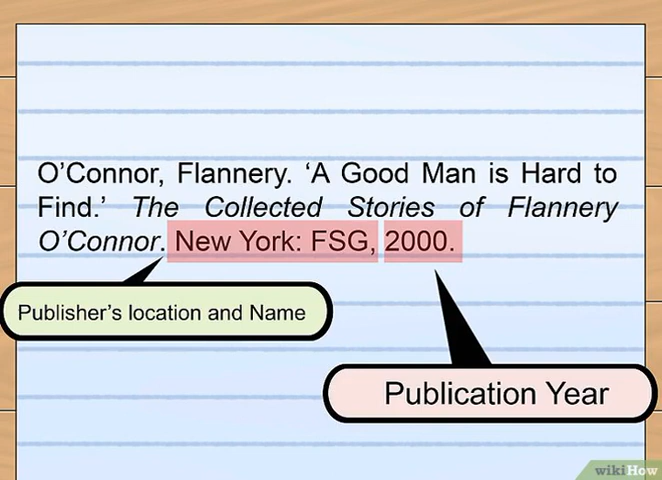 O’Connor, Flannery. ‘A Good Man is Hard to
Find.’ The Collected Stories of Flannery
O’Connor. New York: FSG, 2000.
Publisher’s location and Name
Publication Year
wikiHow